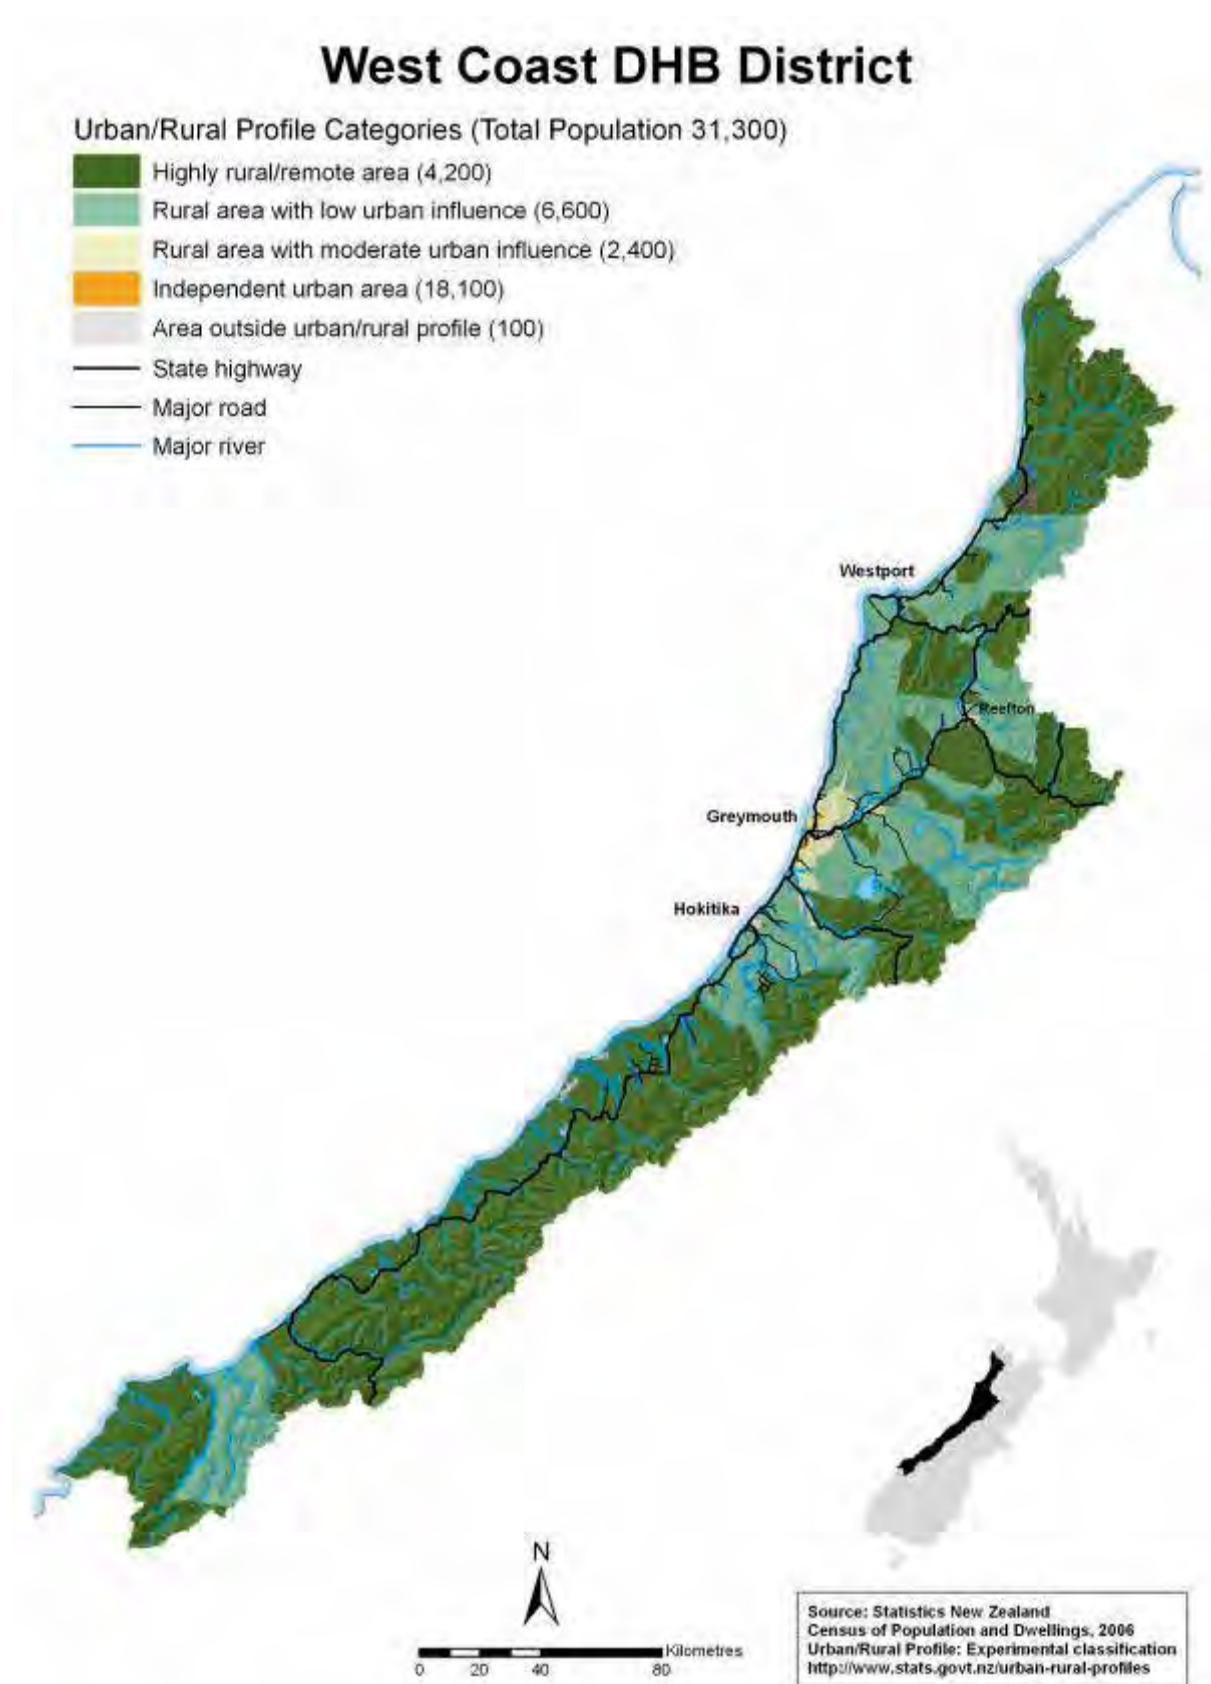 West Coast DHB District
Urban/Rural Profile Categories (Total Population 31,300)
Highly rural/remote area (4,200)
Rural area with low urban influence (6,600)
Rural area with moderate urban influence (2,400)
Independent urban area (18,100)
Area outside urban/rural profile (100)
State highway
Major road
Major river
Westport
Reefton
Greymouth
Hokitika
N
Kilometres
0 20 40 80
Source: Statistics New Zealand
Census of Population and Dwellings, 2006
Urban/Rural Profile: Experimental classification
http://www.stats.govt.nz/urban-rural-profiles